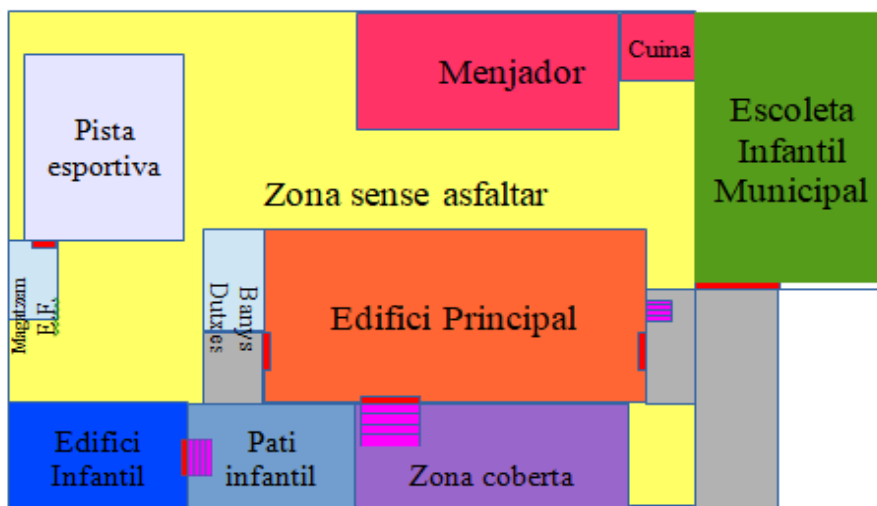 Menjador
Cuina
Escoleta
Infantil
Municipal
Pista
esportiva
Zona sense asfaltar
Magatzem
E.F.
Banys
Dutxes
Edifici Principal
Edifici
Infantil
Pati
infantil
Zona coberta